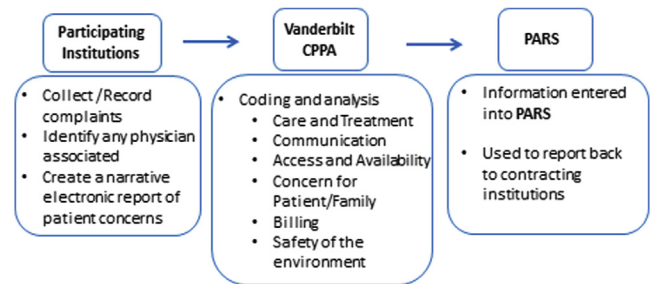 Participating
Institutions
Vanderbilt
CPPA
PARS
• Collect /Record
complaints
• Identify any physician
associated
• Create a narrative
electronic report of
patient concerns
• Coding and analysis
• Care and Treatment
• Communication
• Access and Availability
• Concern for
Patient/Family
• Billing
• Safety of the
environment
• Information entered
into PARS
• Used to report back
to contracting
institutions